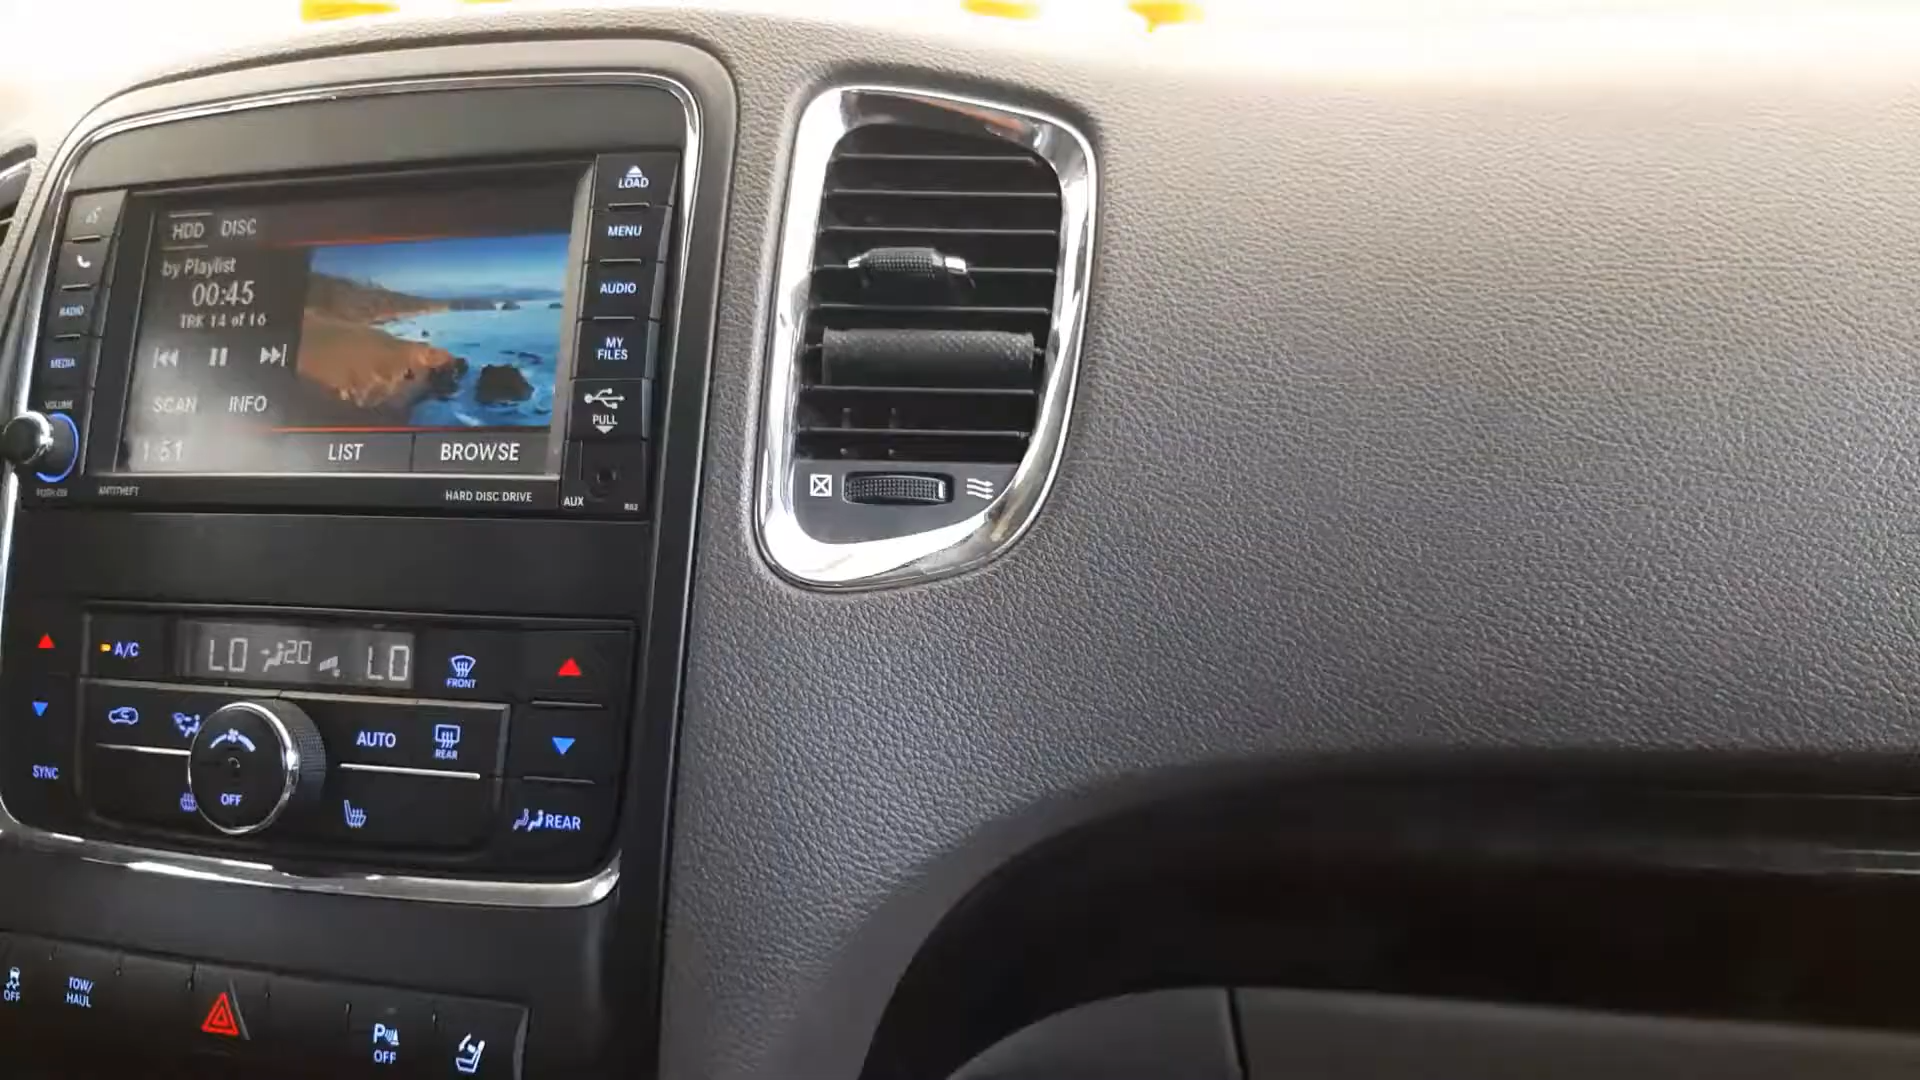 LOAD
HDD DISC
MENU
by Playlist
00:45
AUDIO
RADIO
TRK 14 of 16
MY
FILES
MEDIA
SCAN INFO
VOLUME
PULL
1:51 LIST BROWSE
ANTITHEFT
HARD DISC DRIVE
AUX
A/C
LO 20 LO
FRONT
AUTO
REAR
SYNC
OFF
REAR
OFF
TOW/
HAUL
P
OFF